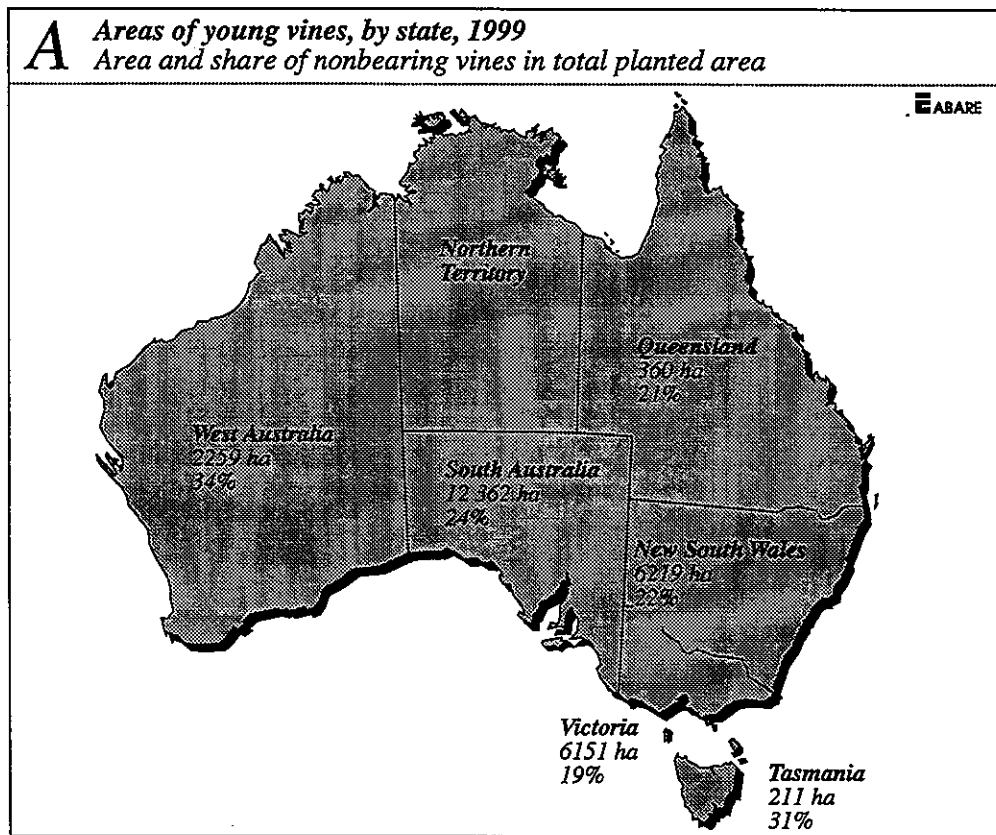 A Areas of young vines, by state, 1999
Area and share of nonbearing vines in total planted area
ABARE
Northern
Territory
Queensland
360 ha
21%
West Australia
2259 ha
34%
South Australia
12 362 ha
24%
New South Wales
6219 ha
22%
Victoria
6151 ha
19%
Tasmania
211 ha
31%